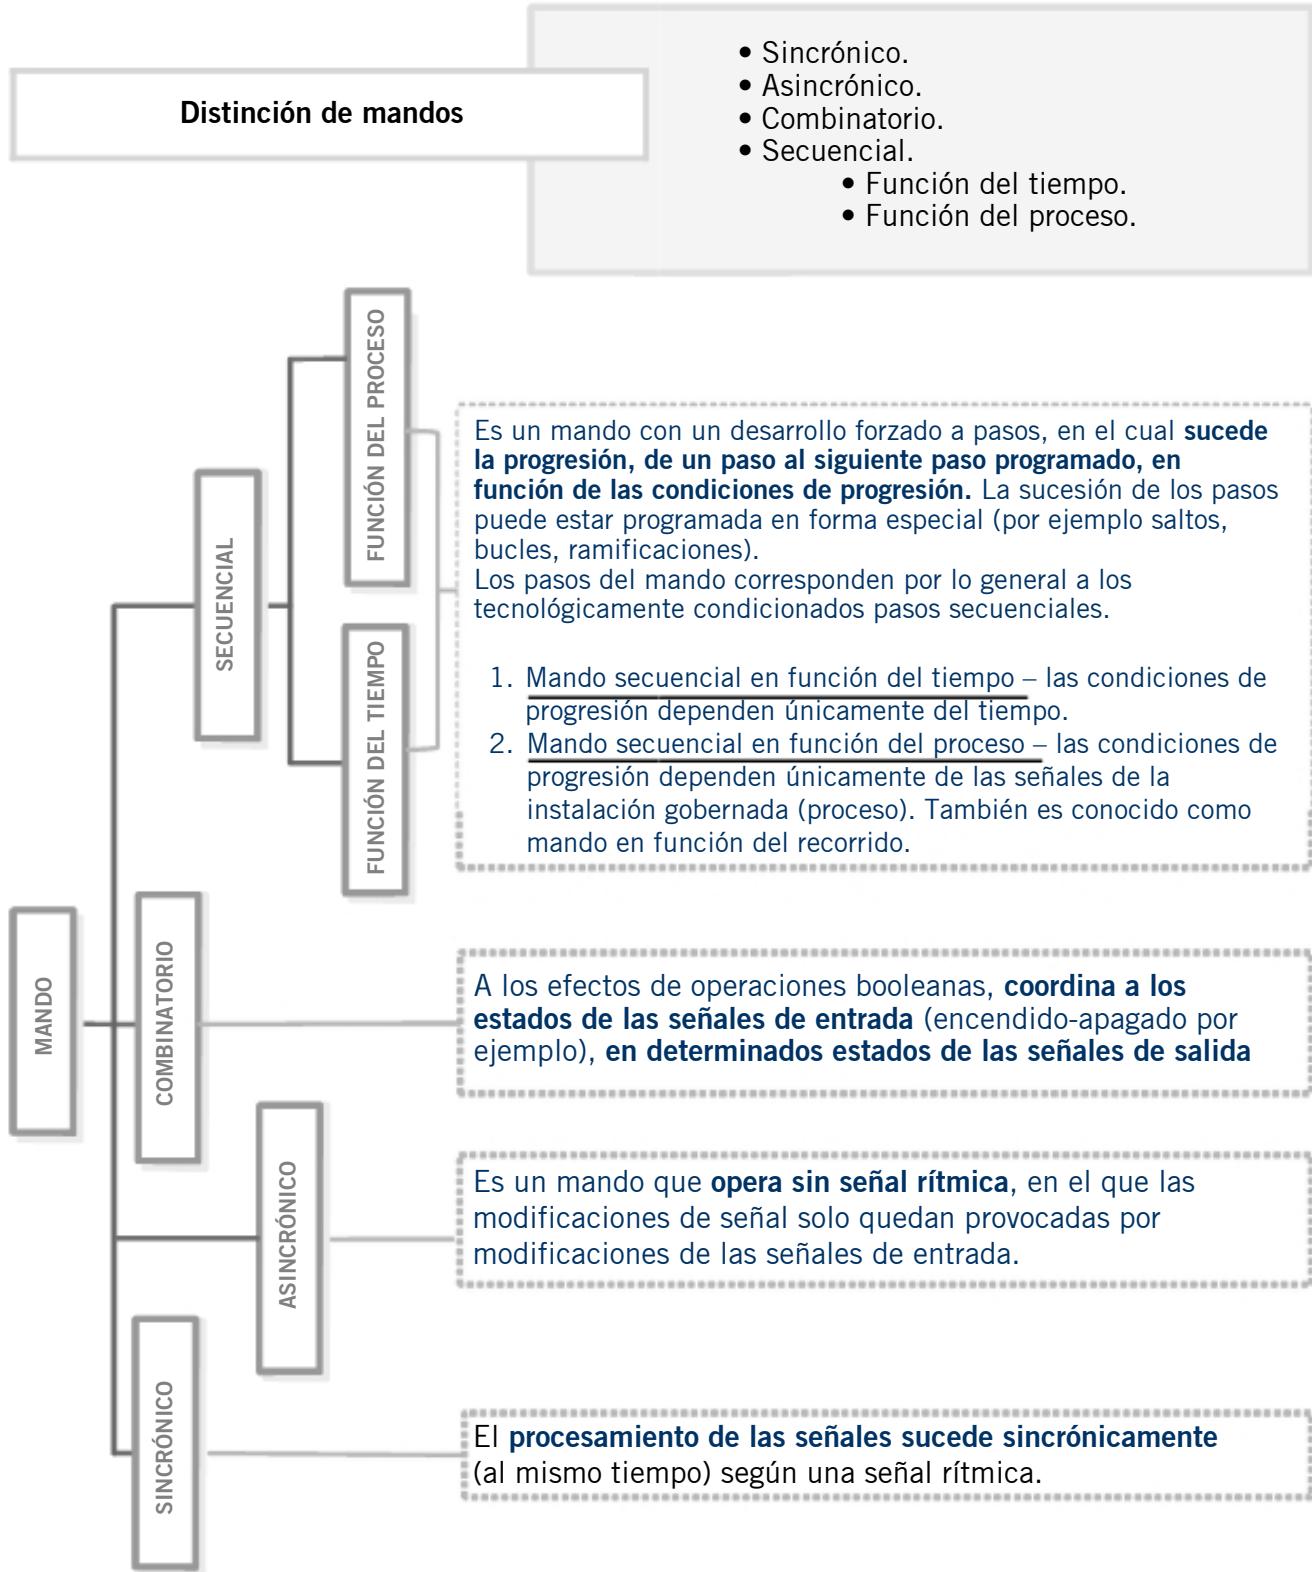 Distinción de mandos
• Sincrónico.
• Asincrónico.
• Combinatorio.
• Secuencial.
• Función del tiempo.
• Función del proceso.
FUNCIÓN DEL PROCESO
SECUENCIAL
FUNCIÓN DEL TIEMPO
Es un mando con un desarrollo forzado a pasos, en el cual sucede
la progresión, de un paso al siguiente paso programado, en
función de las condiciones de progresión. La sucesión de los pasos
puede estar programada en forma especial (por ejemplo saltos,
bucles, ramificaciones).
Los pasos del mando corresponden por lo general a los
tecnológicamente condicionados pasos secuenciales.
1. Mando secuencial en función del tiempo – las condiciones de
progresión dependen únicamente del tiempo.
2. Mando secuencial en función del proceso – las condiciones de
progresión dependen únicamente de las señales de la
instalación gobernada (proceso). También es conocido como
mando en función del recorrido.
MANDO
COMBINATORIO
A los efectos de operaciones booleanas, coordina a los
estados de las señales de entrada (encendido-apagado por
ejemplo), en determinados estados de las señales de salida
ASINCRÓNICO
Es un mando que opera sin señal rítmica, en el que las
modificaciones de señal solo quedan provocadas por
modificaciones de las señales de entrada.
SINCRÓNICO
El procesamiento de las señales sucede sincrónicamente
(al mismo tiempo) según una señal rítmica.